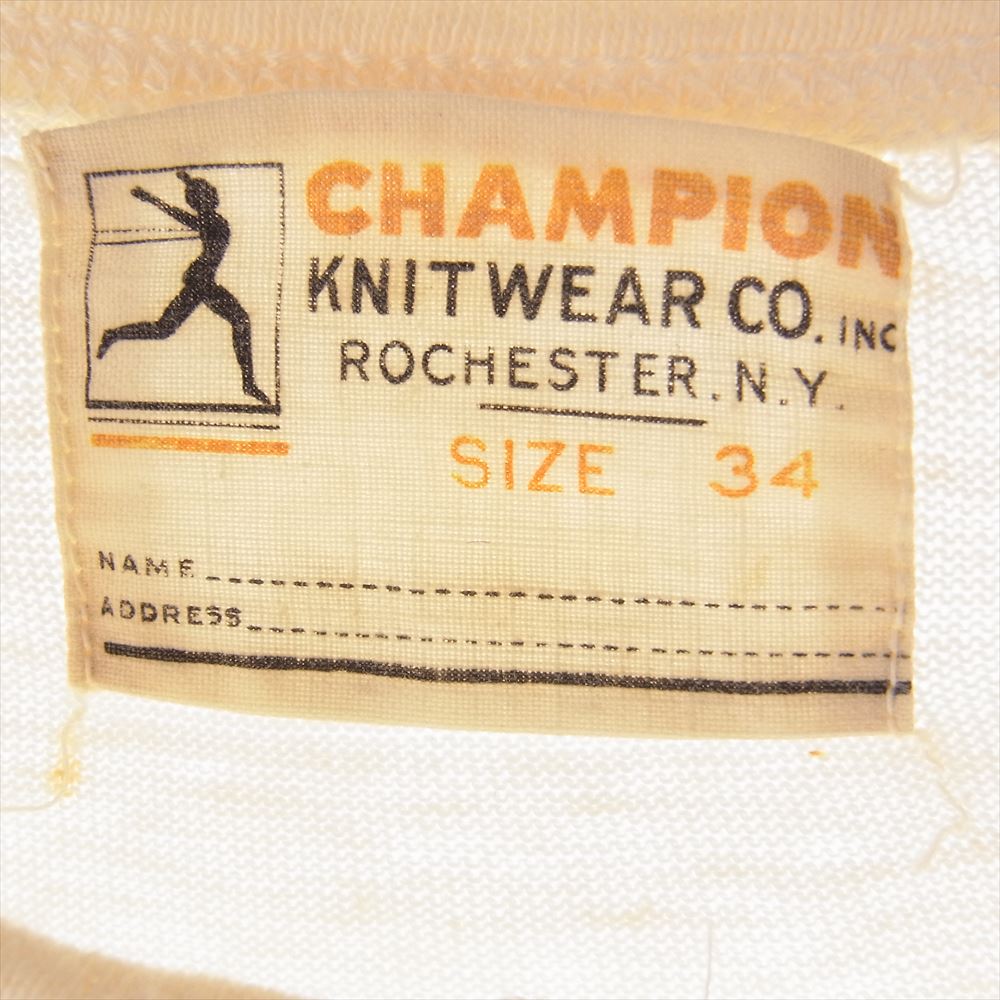 CHAMPION
KNITWEAR CO. INC
ROCHESTER. N.Y.
SIZE 34
NAME
ADDRESS